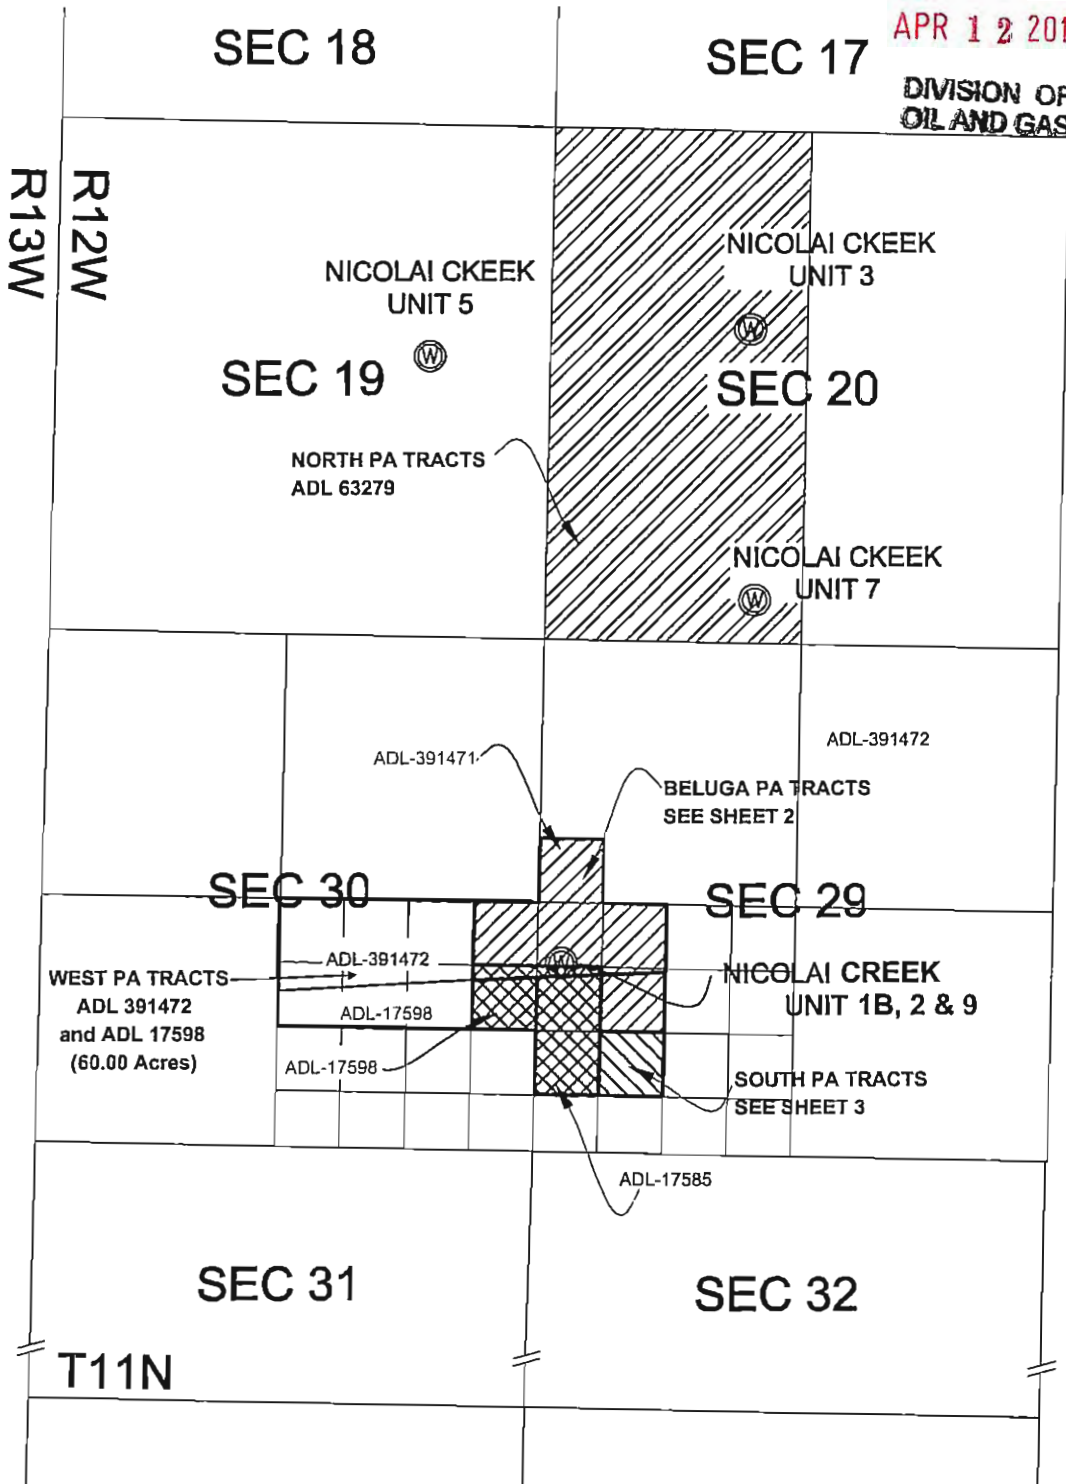 SEC 18
SEC 17
APR 12 201
DIVISION OF
OIL AND GAS
R13W
R12W
NICOLAI CKEEK
UNIT 5
W
SEC 19
NICOLAI CKEEK
UNIT 3
W
SEC 20
NORTH PA TRACTS
ADL 63279
NICOLAI CKEEK
UNIT 7
W
ADL-391471
ADL-391472
BELUGA PA TRACTS
SEE SHEET 2
SEC 30
SEC 29
WEST PA TRACTS
ADL 391472
and ADL 17598
(60.00 Acres)
ADL-391472
ADL-17598
ADL-17598
W
NICOLAI CREEK
UNIT 1B, 2 & 9
SOUTH PA TRACTS
SEE SHEET 3
ADL-17585
SEC 31
SEC 32
T11N